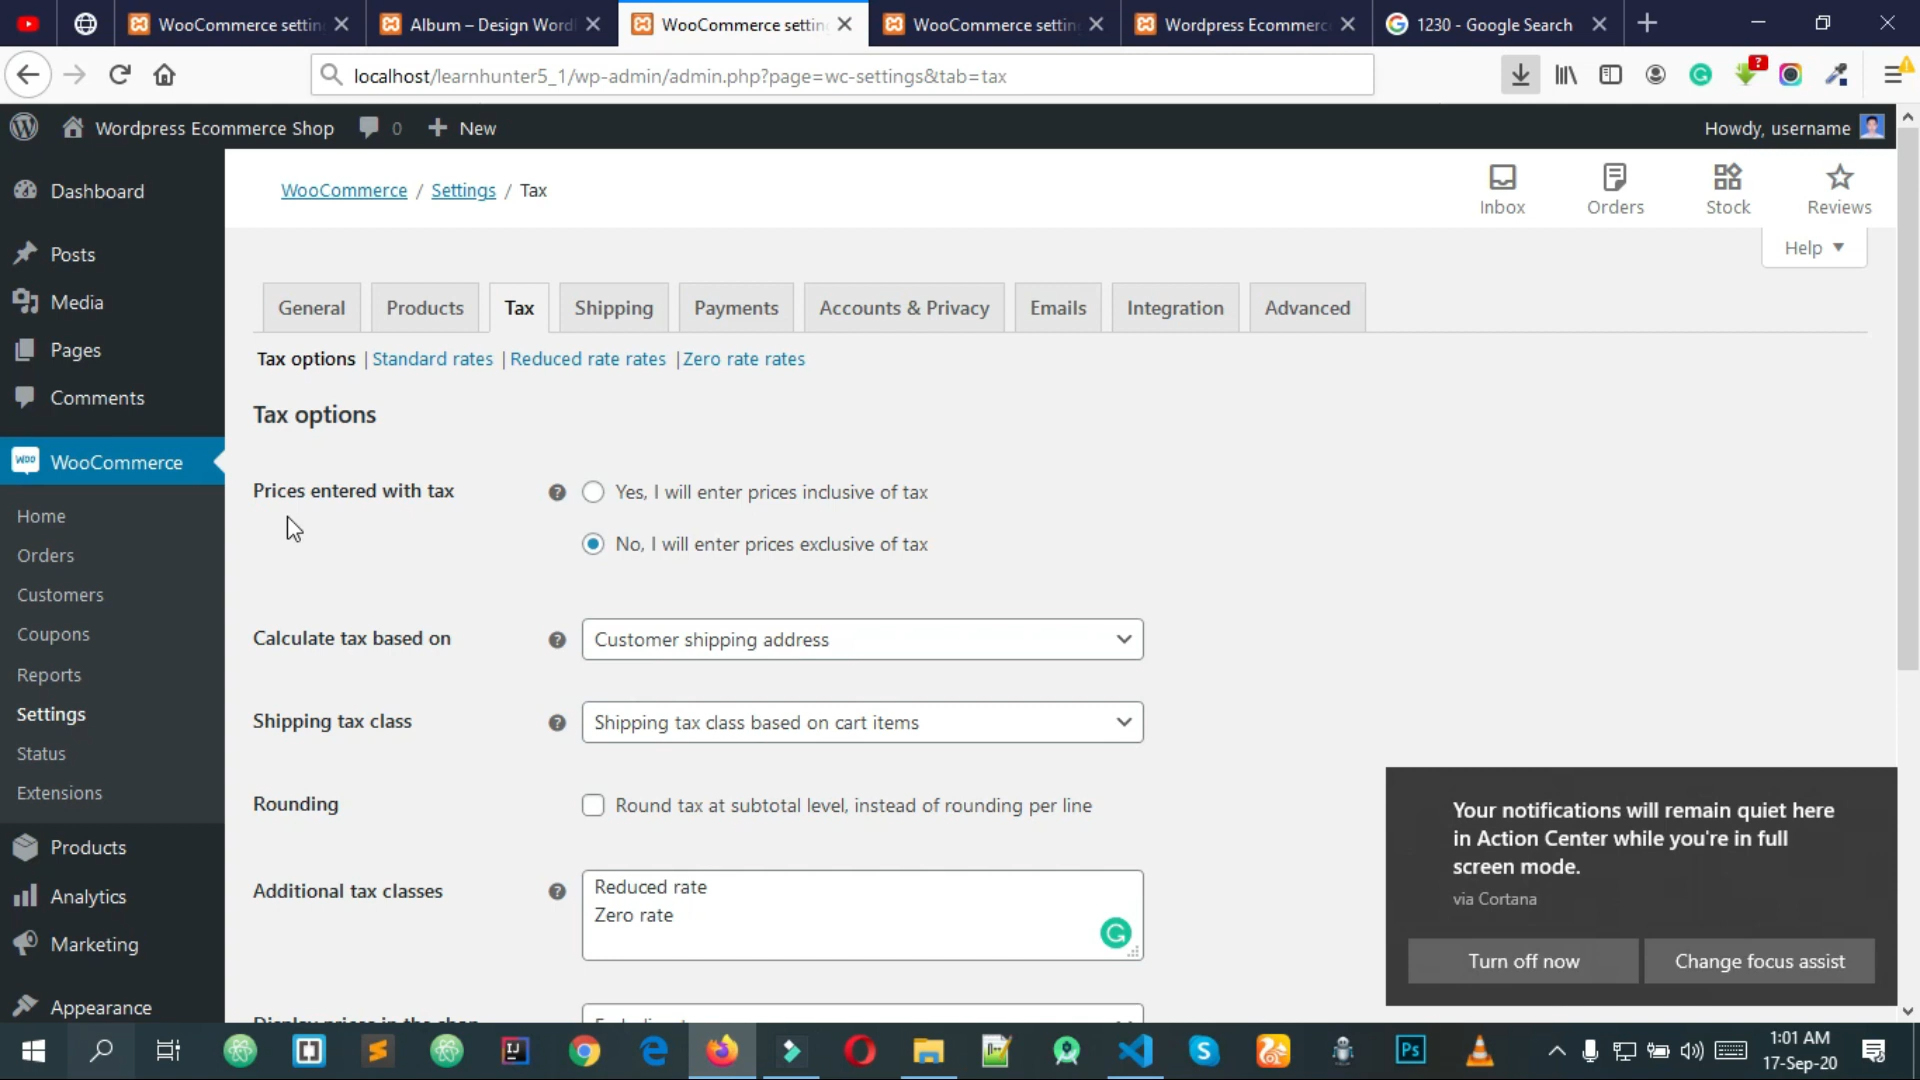 WooCommerce settin
Album – Design Word
WooCommerce settin
WooCommerce settin
Wordpress Ecommerc
1230 - Google Search
localhost/learnhunter5_1/wp-admin/admin.php?page=wc-settings&tab=tax
Wordpress Ecommerce Shop
0
New
Howdy, username
Dashboard
Posts
Media
Pages
Comments
WooCommerce
Home
Orders
Customers
Coupons
Reports
Settings
Status
Extensions
Products
Analytics
Marketing
Appearance
WooCommerce / Settings / Tax
Inbox
Orders
Stock
Reviews
Help
General
Products
Tax
Shipping
Payments
Accounts & Privacy
Emails
Integration
Advanced
Tax options | Standard rates | Reduced rate rates | Zero rate rates
Tax options
Prices entered with tax
Yes, I will enter prices inclusive of tax
No, I will enter prices exclusive of tax
Calculate tax based on
Customer shipping address
Shipping tax class
Shipping tax class based on cart items
Rounding
Round tax at subtotal level, instead of rounding per line
Additional tax classes
Reduced rate
Zero rate
Display prices in the shop
Your notifications will remain quiet here
in Action Center while you're in full
screen mode.
via Cortana
Turn off now
Change focus assist
1:01 AM
17-Sep-20